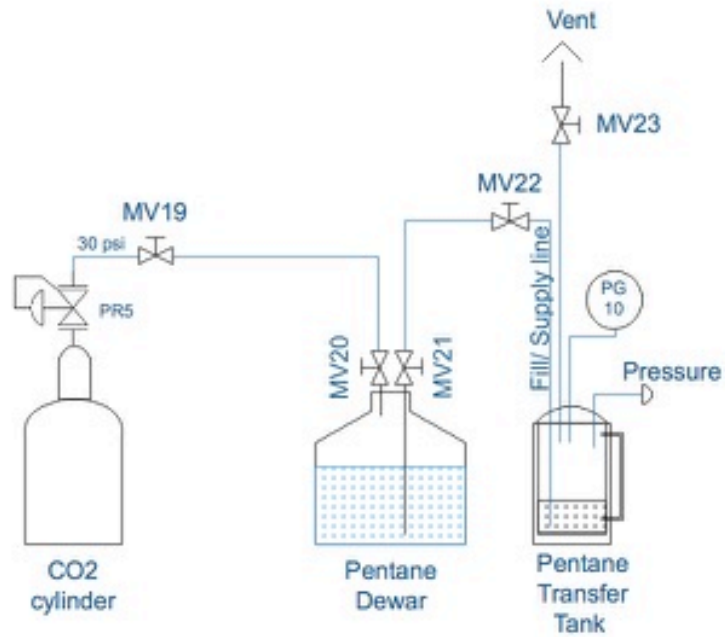 Vent
MV23
MV22
MV19
30 psi
PR5
MV20
MV21
Fill/ Supply line
PG
10
Pressure
CO2
cylinder
Pentane
Dewar
Pentane
Transfer
Tank